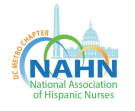 DC METRO CHAPTER
NAHN
National Association
of Hispanic Nurses